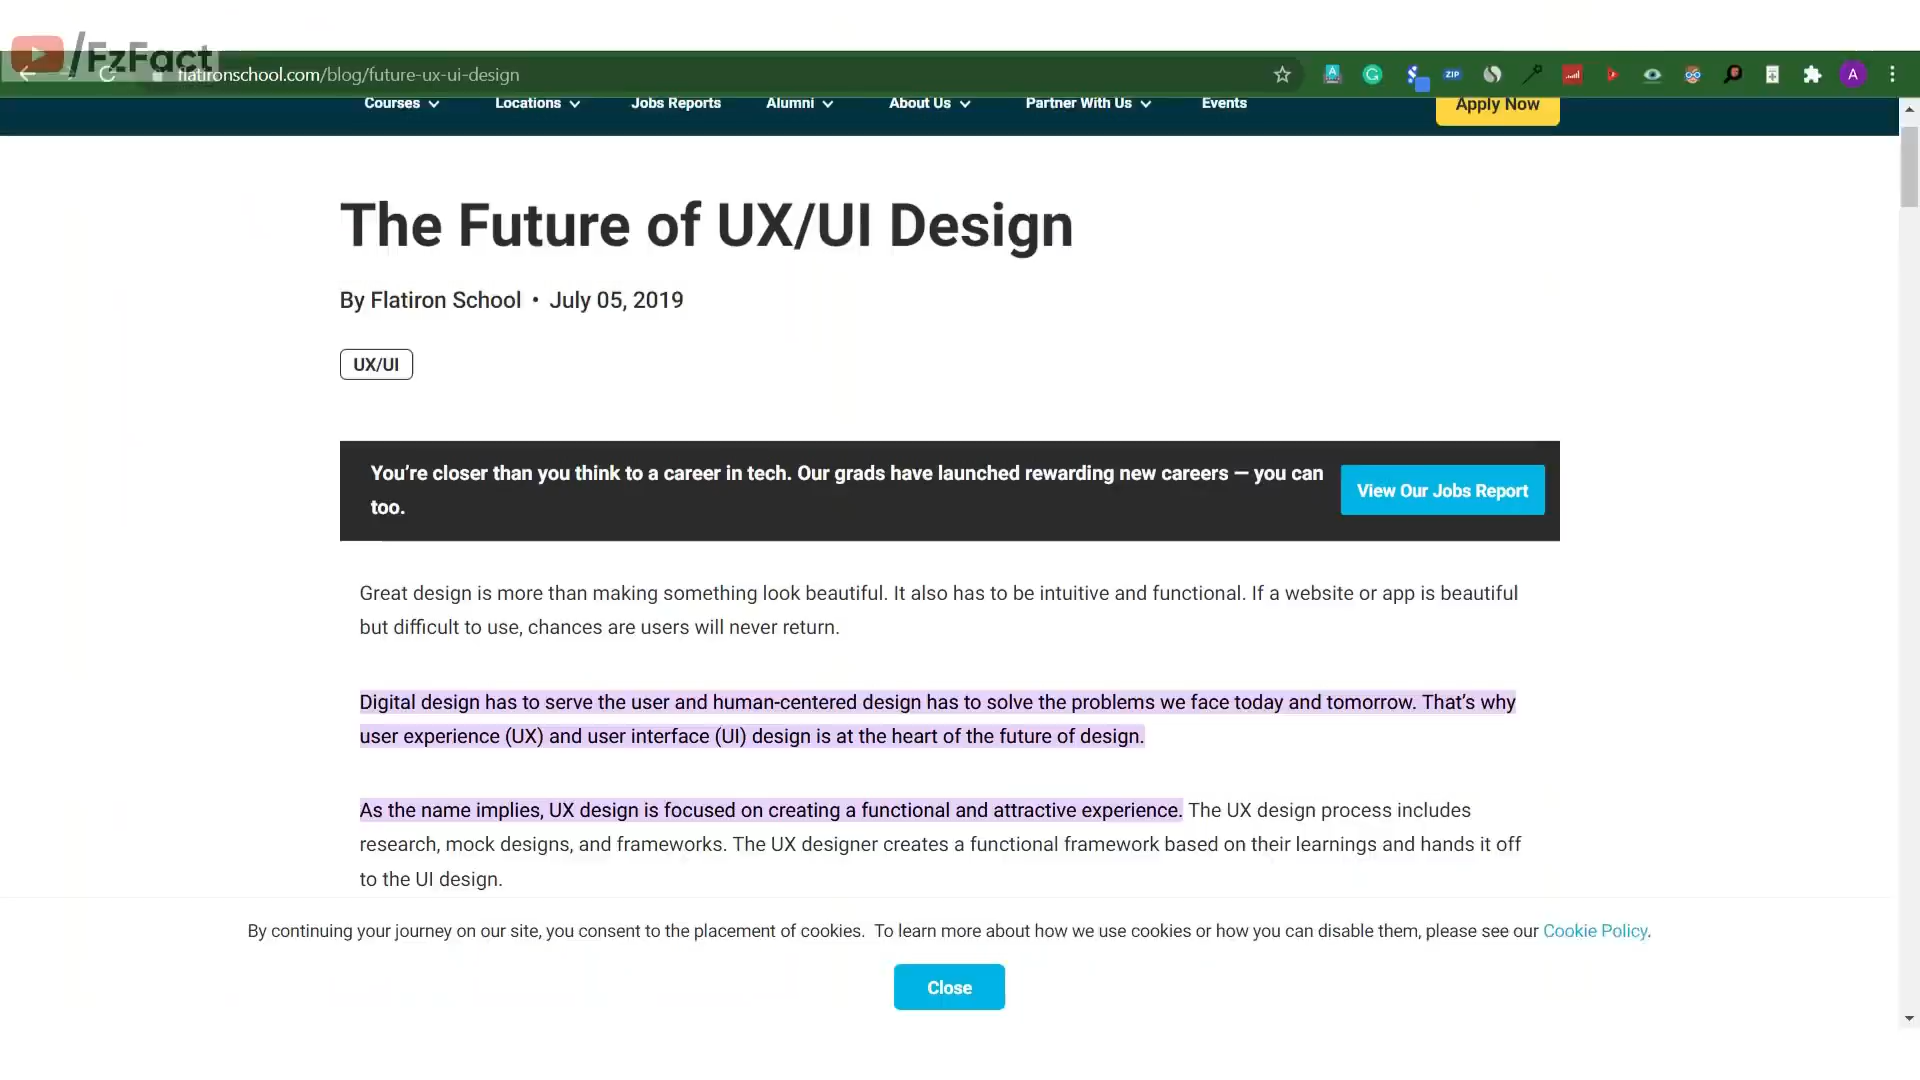 /FzFact
flatironschool.com/blog/future-ux-ui-design
ZIP
A
Courses Locations Jobs Reports Alumni About Us Partner With Us Events Apply Now
The Future of UX/UI Design
By Flatiron School • July 05, 2019
UX/UI
You’re closer than you think to a career in tech. Our grads have launched rewarding new careers — you can
too.
View Our Jobs Report
Great design is more than making something look beautiful. It also has to be intuitive and functional. If a website or app is beautiful
but difficult to use, chances are users will never return.
Digital design has to serve the user and human-centered design has to solve the problems we face today and tomorrow. That’s why
user experience (UX) and user interface (UI) design is at the heart of the future of design.
As the name implies, UX design is focused on creating a functional and attractive experience. The UX design process includes
research, mock designs, and frameworks. The UX designer creates a functional framework based on their learnings and hands it off
to the UI design.
By continuing your journey on our site, you consent to the placement of cookies. To learn more about how we use cookies or how you can disable them, please see our Cookie Policy.
Close